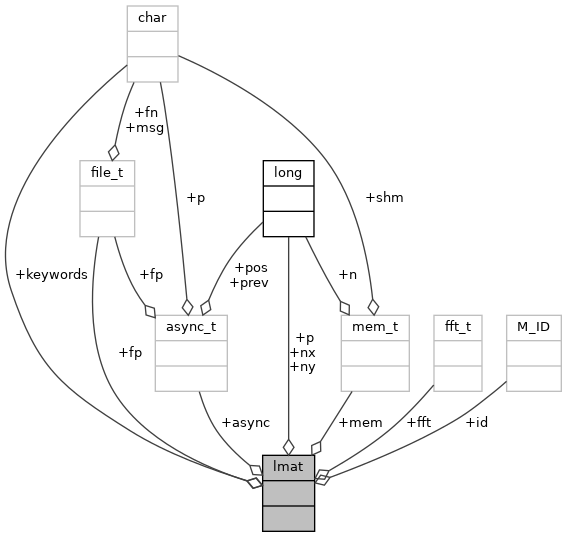 char
+fn
+msg
file_t
long
+p
+shm
+keywords
+fp
+pos
+prev
+n
async_t
mem_t
fft_t
M_ID
+fp
+p
+nx
+ny
+async
+mem
+fft
+id
lmat